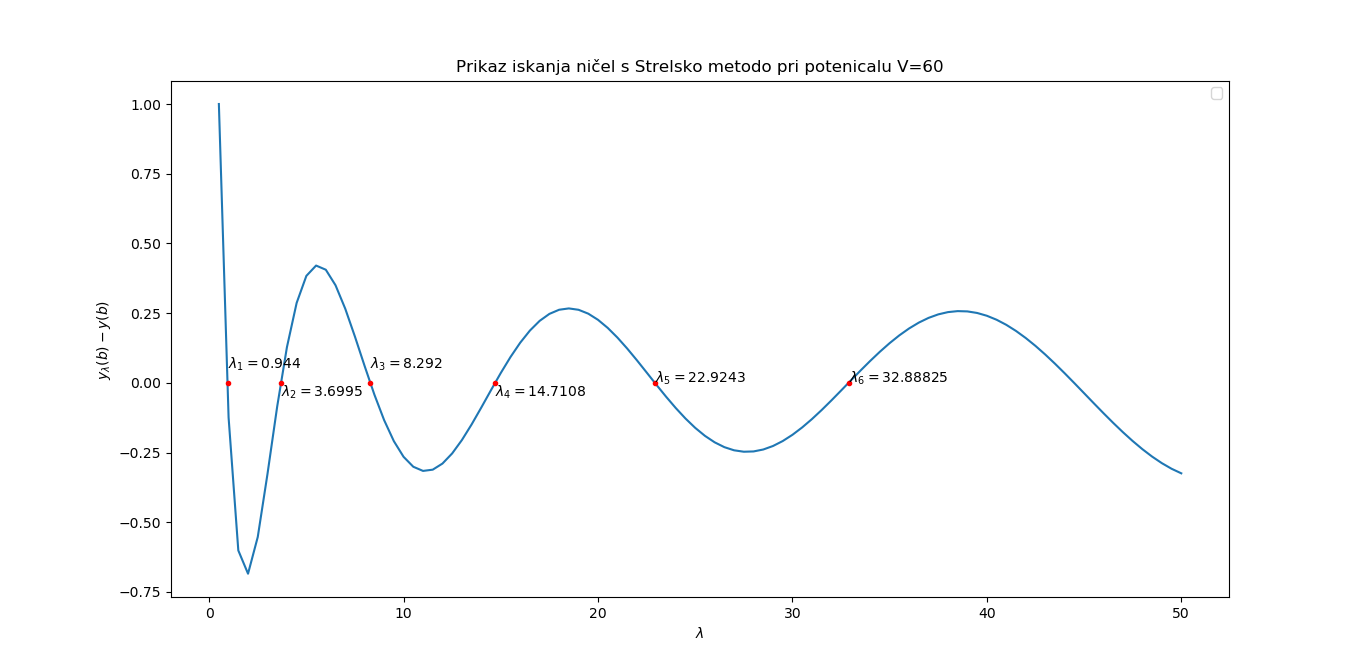 Prikaz iskanja ničel s Strelsko metodo pri potenicalu V=60
1.00
0.75
0.50
0.25
0.00
−0.25
−0.50
−0.75
y_λ(b) − y(b)
λ₁ = 0.944
λ₂ = 3.6995
λ₃ = 8.292
λ₄ = 14.7108
λ₅ = 22.9243
λ₆ = 32.88825
0 10 20 30 40 50
λ